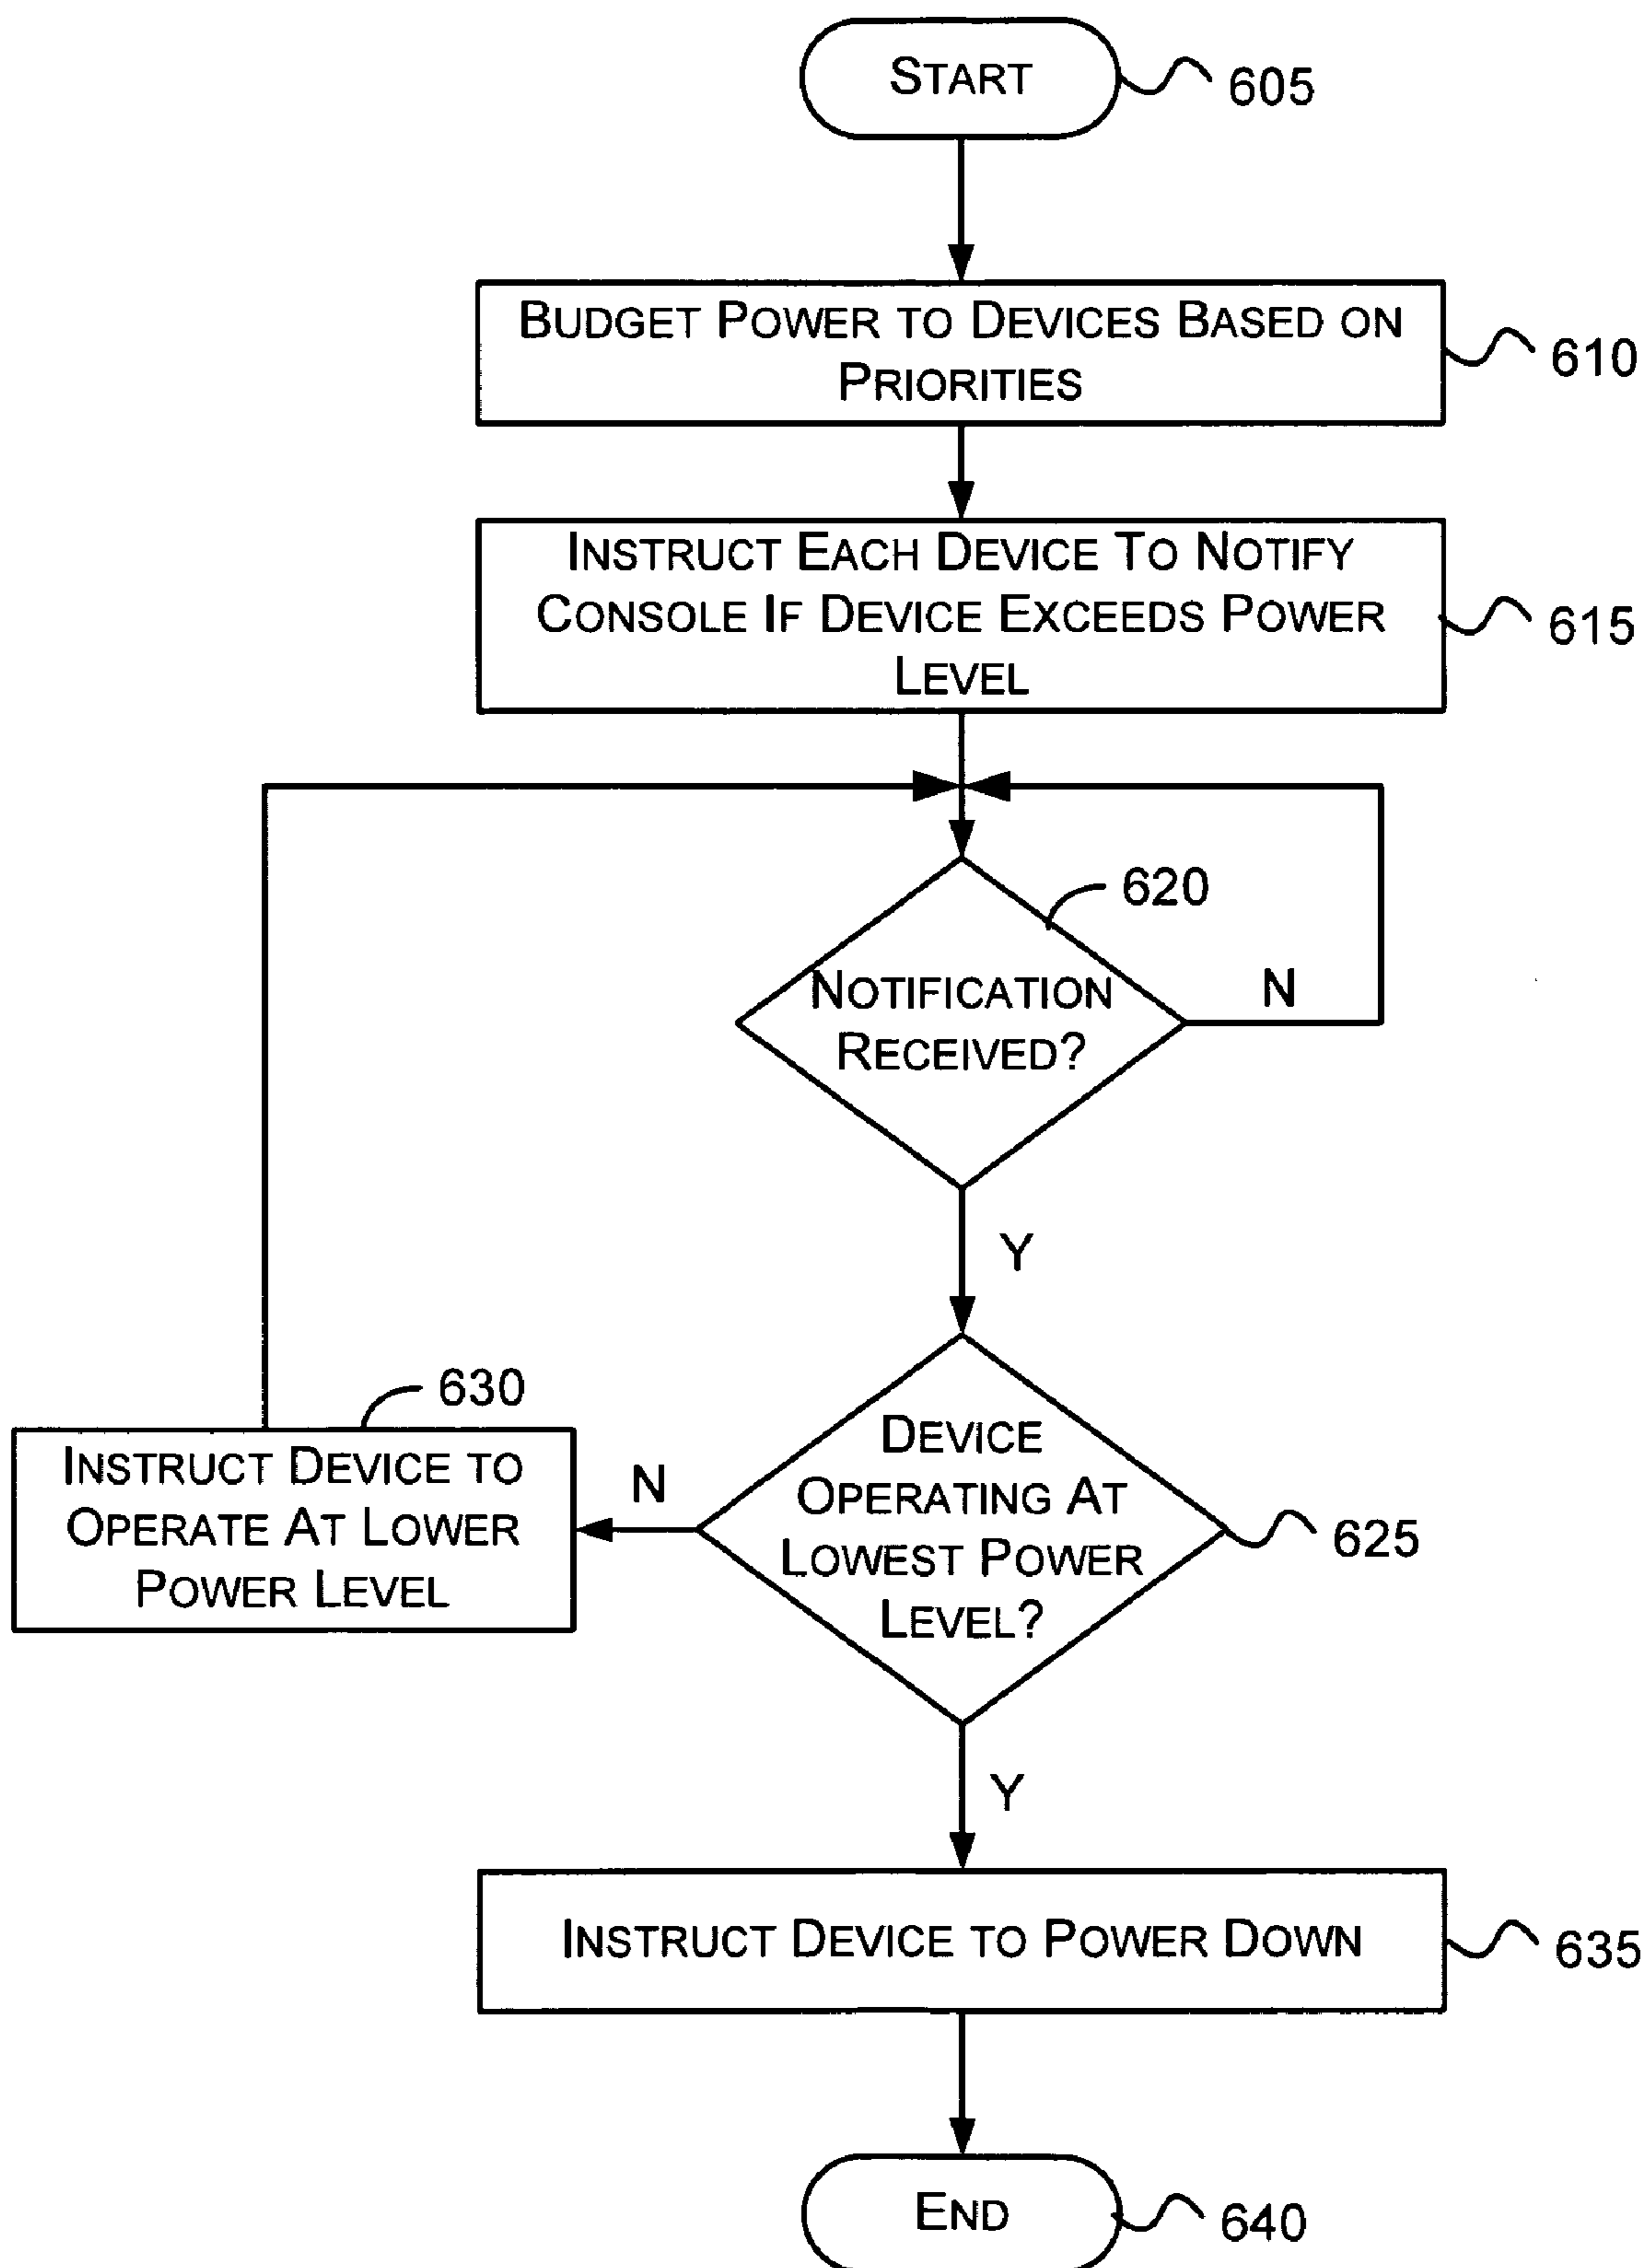 START
605
BUDGET POWER TO DEVICES BASED ON
PRIORITIES
610
INSTRUCT EACH DEVICE TO NOTIFY
CONSOLE IF DEVICE EXCEEDS POWER
LEVEL
615
620
NOTIFICATION
RECEIVED?
N
Y
630
INSTRUCT DEVICE TO
OPERATE AT LOWER
POWER LEVEL
N
DEVICE
OPERATING AT
LOWEST POWER
LEVEL?
625
Y
INSTRUCT DEVICE TO POWER DOWN
635
END
640